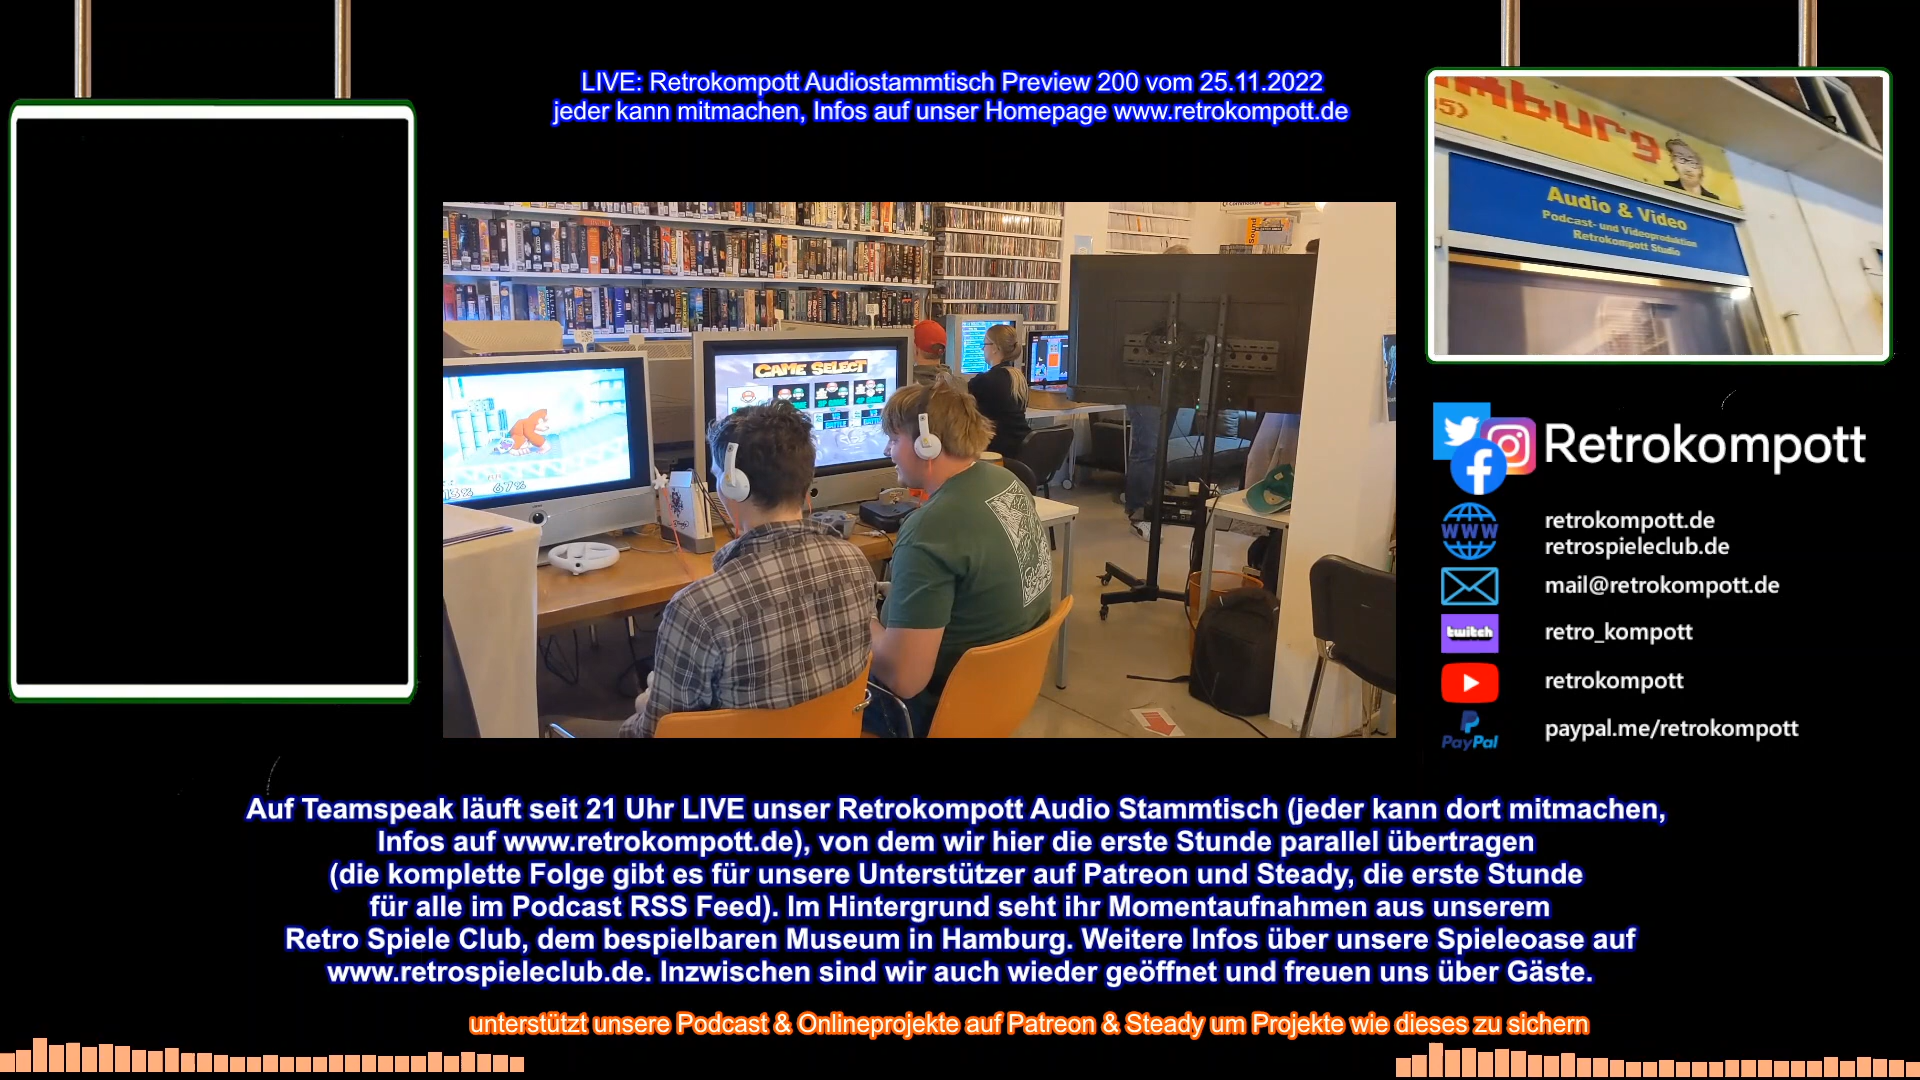 LIVE: Retrokompott Audiostammtisch Preview 200 vom 25.11.2022
jeder kann mitmachen, Infos auf unser Homepage www.retrokompott.de
mburg
Audio & Video
Podcast- und Videoproduktion
Retrokompott Studio
GAME SELECT
67%
Retrokompott
www
retrokompott.de
retrospieleclub.de
mail@retrokompott.de
twitch
retro_kompott
retrokompott
PayPal
paypal.me/retrokompott
Auf Teamspeak läuft seit 21 Uhr LIVE unser Retrokompott Audio Stammtisch (jeder kann dort mitmachen,
Infos auf www.retrokompott.de), von dem wir hier die erste Stunde parallel übertragen
(die komplette Folge gibt es für unsere Unterstützer auf Patreon und Steady, die erste Stunde
für alle im Podcast RSS Feed). Im Hintergrund seht ihr Momentaufnahmen aus unserem
Retro Spiele Club, dem bespielbaren Museum in Hamburg. Weitere Infos über unsere Spieleoase auf
www.retrospieleclub.de. Inzwischen sind wir auch wieder geöffnet und freuen uns über Gäste.
unterstützt unsere Podcast & Onlineprojekte auf Patreon & Steady um Projekte wie dieses zu sichern